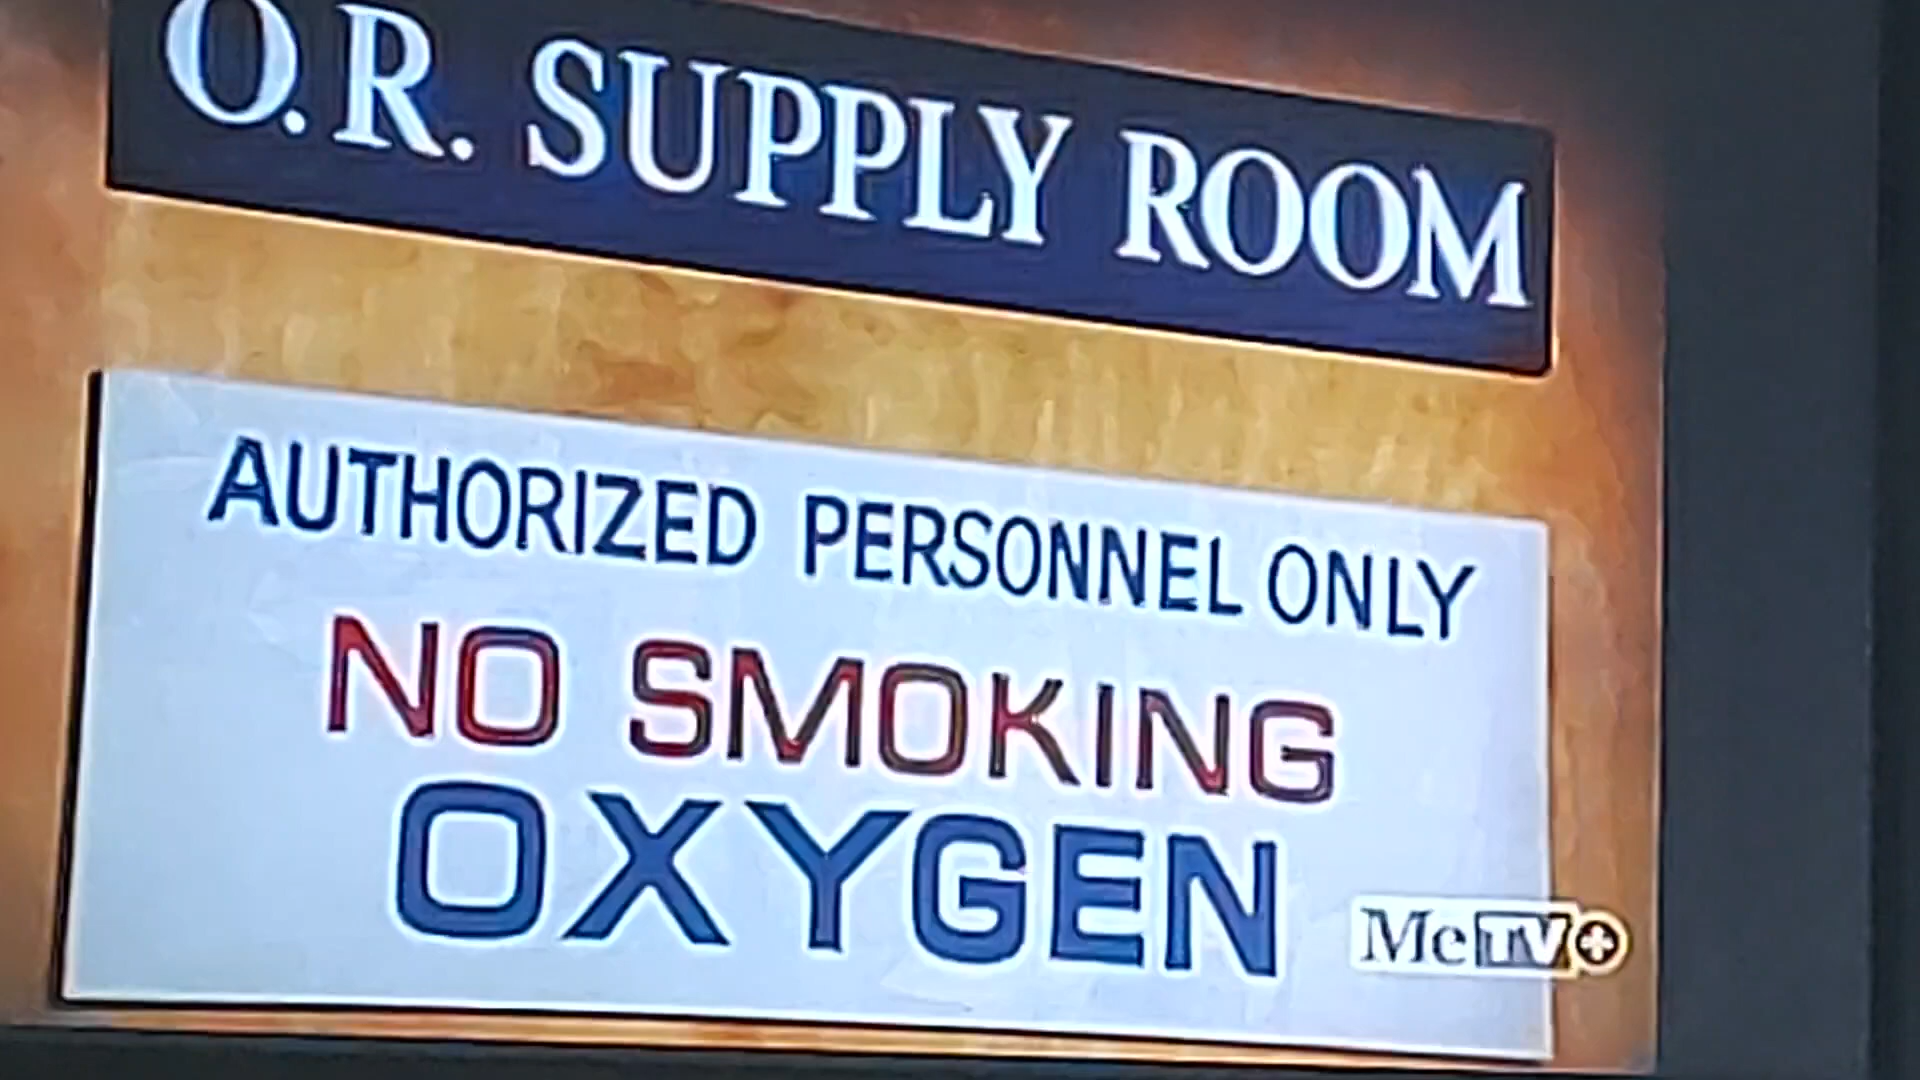 O.R. SUPPLY ROOM
AUTHORIZED PERSONNEL ONLY
NO SMOKING
OXYGEN
MeTV+